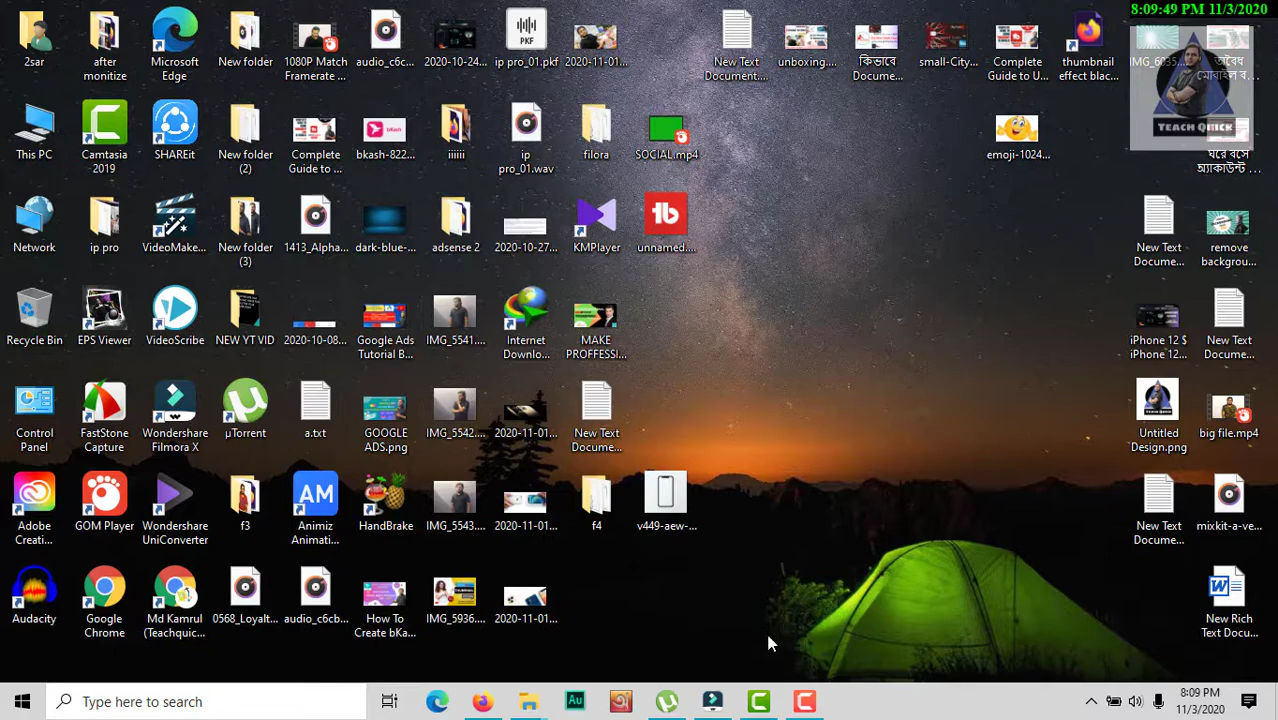 8:09:49 PM 11/3/2020
2sar
after
monitize
Microsoft
Edge
New folder
1080P Match
Framerate ...
audio_c6c...
2020-10-24...
PKF
ip pro_01.pkf
2020-11-01...
New Text
Document....
unboxing....
কিভাবে
Docume...
small-City...
Complete
Guide to U...
thumbnail
effect blac...
IMG_6035...
অবৈধ
মোবাইল ব...
TEACH QUICK
This PC
Camtasia
2019
SHAREit
New folder
(2)
Complete
Guide to ...
bKash
bkash-822...
iiiiii
ip
pro_01.wav
filora
SOCIAL.mp4
emoji-1024...
ঘরে বসে
অ্যাকাউন্ট ...
Network
ip pro
VideoMake...
New folder
(3)
1413_Alpha...
dark-blue-...
adsense 2
2020-10-27...
KMPlayer
unnamed....
New Text
Docume...
remove
backgrou...
Recycle Bin
EPS Viewer
VideoScribe
NEW YT VID
2020-10-08...
Google Ads
Tutorial B...
IMG_5541....
Internet
Downlo...
MAKE
PROFFESSI...
iPhone 12 $
iPhone 12...
New Text
Docume...
Control
Panel
FastStone
Capture
Wondershare
Filmora X
µTorrent
a.txt
GOOGLE
ADS.png
IMG_5542....
2020-11-01...
New Text
Docume...
Untitled
Design.png
big file.mp4
Adobe
Creati...
GOM Player
Wondershare
UniConverter
f3
AM
Animiz
Animati...
HandBrake
IMG_5543....
2020-11-01...
f4
v449-aew-...
New Text
Docume...
mixkit-a-ve...
Audacity
Google
Chrome
Md Kamrul
(Teachquic...
0568_Loyalt...
audio_c6cb...
How To
Create bKa...
IMG_5936....
2020-11-01...
New Rich
Text Docu...
Type here to search
Au
8:09 PM
11/3/2020